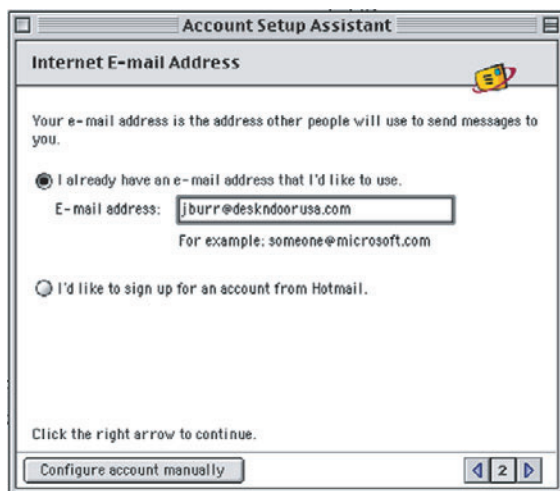 Account Setup Assistant
Internet E-mail Address
Your e-mail address is the address other people will use to send messages to
you.
I already have an e-mail address that I'd like to use.
E-mail address: jburr@deskndoorusa.com
For example: someone@microsoft.com
I'd like to sign up for an account from Hotmail.
Click the right arrow to continue.
Configure account manually 2